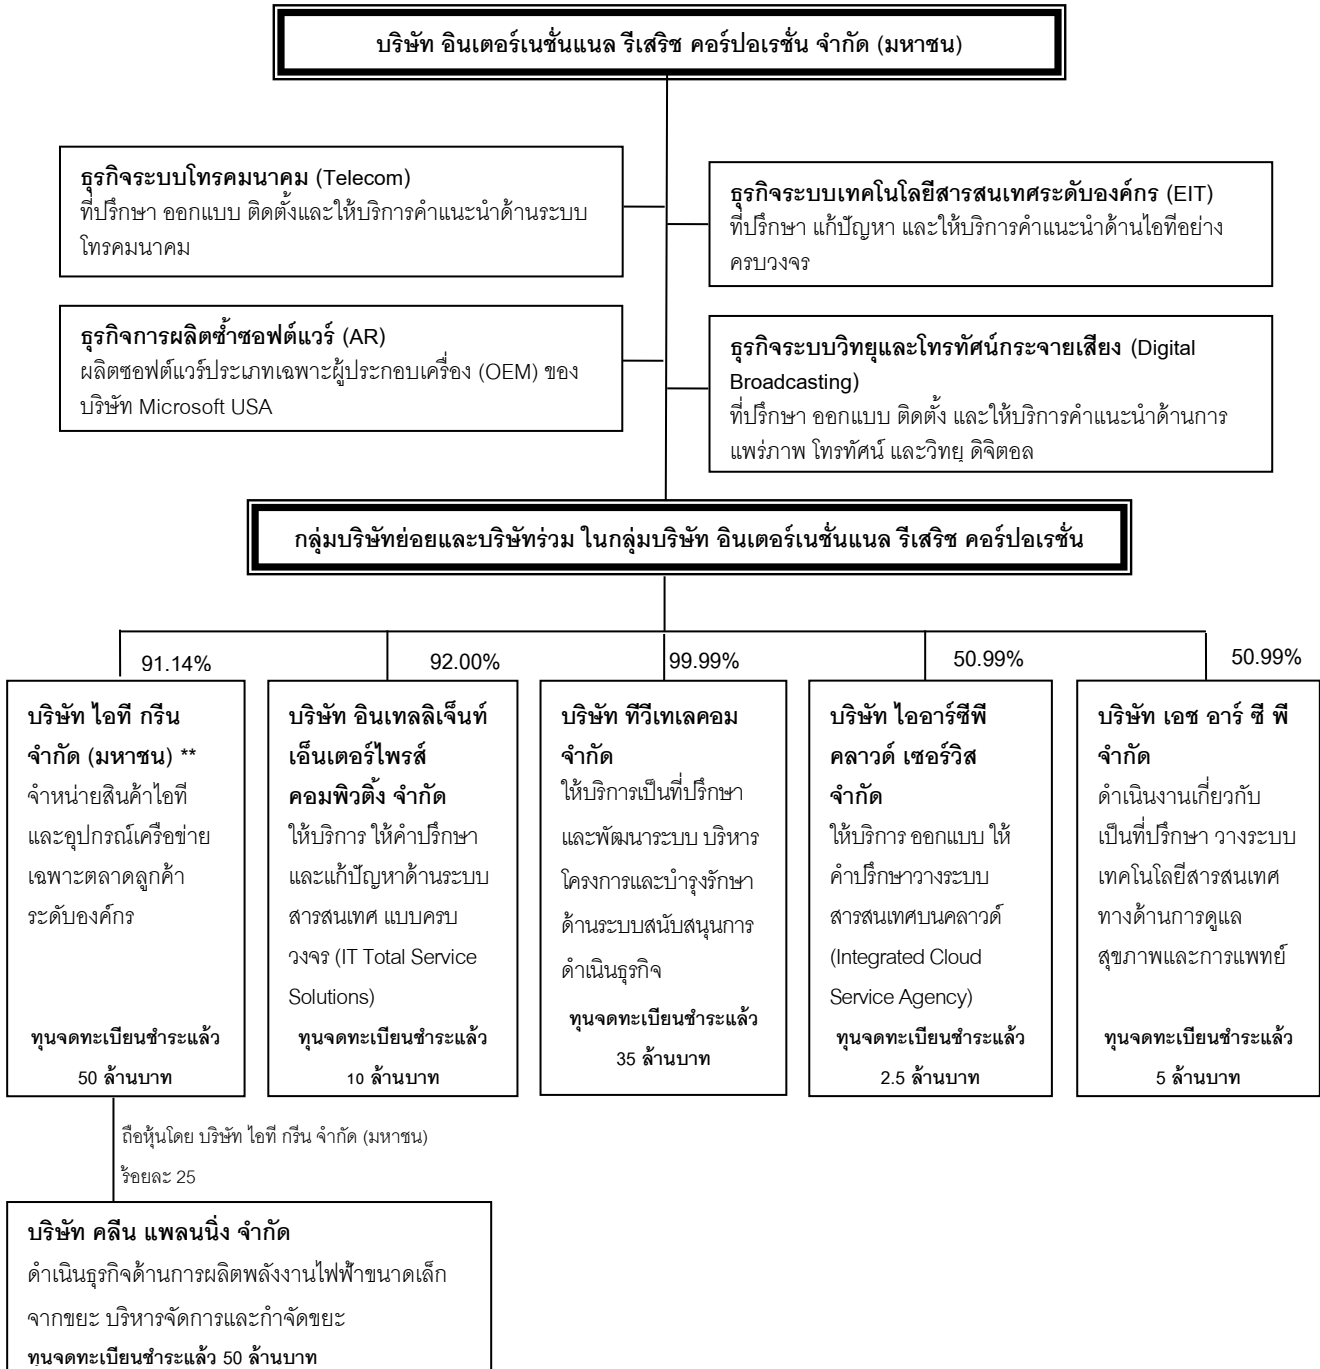 บริษัท อินเตอร์เนชั่นแนล รีเสริช คอร์ปอเรชั่น จำกัด (มหาชน)
ธุรกิจระบบโทรคมนาคม (Telecom)
ที่ปรึกษา ออกแบบ ติดตั้งและให้บริการคำแนะนำด้านระบบ
โทรคมนาคม
ธุรกิจระบบเทคโนโลยีสารสนเทศระดับองค์กร (EIT)
ที่ปรึกษา แก้ปัญหา และให้บริการคำแนะนำด้านไอทีอย่าง
ครบวงจร
ธุรกิจการผลิตซ้ำซอฟต์แวร์ (AR)
ผลิตซอฟต์แวร์ประเภทเฉพาะผู้ประกอบเครื่อง (OEM) ของ
บริษัท Microsoft USA
ธุรกิจระบบวิทยุและโทรทัศน์กระจายเสียง (Digital
Broadcasting)
ที่ปรึกษา ออกแบบ ติดตั้ง และให้บริการคำแนะนำด้านการ
แพร่ภาพ โทรทัศน์ และวิทยุ ดิจิตอล
กลุ่มบริษัทย่อยและบริษัทร่วม ในกลุ่มบริษัท อินเตอร์เนชั่นแนล รีเสริช คอร์ปอเรชั่น
91.14%
บริษัท ไอที กรีน
จำกัด (มหาชน) **
จำหน่ายสินค้าไอที
และอุปกรณ์เครือข่าย
เฉพาะตลาดลูกค้า
ระดับองค์กร
ทุนจดทะเบียนชำระแล้ว
50 ล้านบาท
92.00%
บริษัท อินเทลลิเจ็นท์
เอ็นเตอร์ไพรส์
คอมพิวติ้ง จำกัด
ให้บริการ ให้คำปรึกษา
และแก้ปัญหาด้านระบบ
สารสนเทศ แบบครบ
วงจร (IT Total Service
Solutions)
ทุนจดทะเบียนชำระแล้ว
10 ล้านบาท
99.99%
บริษัท ทีวีเทเลคอม
จำกัด
ให้บริการเป็นที่ปรึกษา
และพัฒนาระบบ บริหาร
โครงการและบำรุงรักษา
ด้านระบบสนับสนุนการ
ดำเนินธุรกิจ
ทุนจดทะเบียนชำระแล้ว
35 ล้านบาท
50.99%
บริษัท ไออาร์ซีพี
คลาวด์ เซอร์วิส
จำกัด
ให้บริการ ออกแบบ ให้
คำปรึกษาวางระบบ
สารสนเทศบนคลาวด์
(Integrated Cloud
Service Agency)
ทุนจดทะเบียนชำระแล้ว
2.5 ล้านบาท
50.99%
บริษัท เอช อาร์ ซี พี
จำกัด
ดำเนินงานเกี่ยวกับ
เป็นที่ปรึกษา วางระบบ
เทคโนโลยีสารสนเทศ
ทางด้านการดูแล
สุขภาพและการแพทย์
ทุนจดทะเบียนชำระแล้ว
5 ล้านบาท
ถือหุ้นโดย บริษัท ไอที กรีน จำกัด (มหาชน)
ร้อยละ 25
บริษัท คลีน แพลนนิ่ง จำกัด
ดำเนินธุรกิจด้านการผลิตพลังงานไฟฟ้าขนาดเล็ก
จากขยะ บริหารจัดการและกำจัดขยะ
ทุนจดทะเบียนชำระแล้ว 50 ล้านบาท